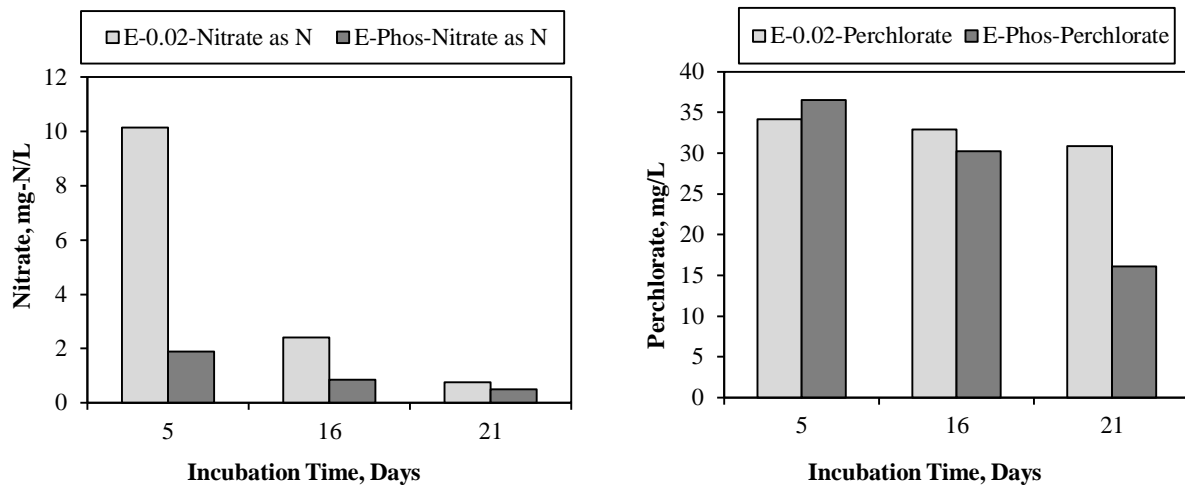 E-0.02-Nitrate as N E-Phos-Nitrate as N
12
10
8
6
4
2
0
Nitrate, mg-N/L
5 16 21
Incubation Time, Days
E-0.02-Perchlorate E-Phos-Perchlorate
40
35
30
25
20
15
10
5
0
Perchlorate, mg/L
5 16 21
Incubation Time, Days